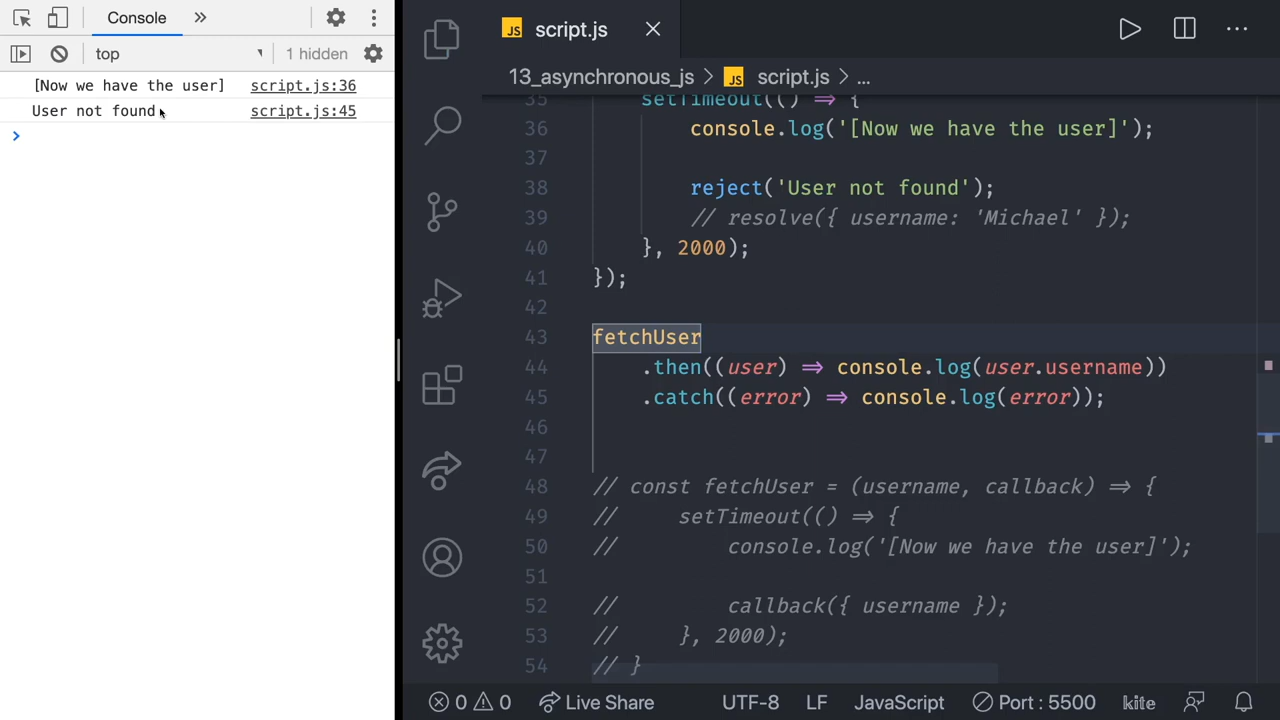 Console
top
1 hidden
[Now we have the user] script.js:36
User not found script.js:45
JS script.js
13_asynchronous_js > JS script.js > ...
35 setTimeout(() => {
36 console.log('[Now we have the user]');
37
38 reject('User not found');
39 // resolve({ username: 'Michael' });
40 }, 2000);
41 });
42
43 fetchUser
44 .then((user) => console.log(user.username))
45 .catch((error) => console.log(error));
46
47
48 // const fetchUser = (username, callback) => {
49 // setTimeout(() => {
50 // console.log('[Now we have the user]');
51
52 // callback({ username });
53 // }, 2000);
54 // }
0 0 Live Share UTF-8 LF JavaScript Port : 5500 kite